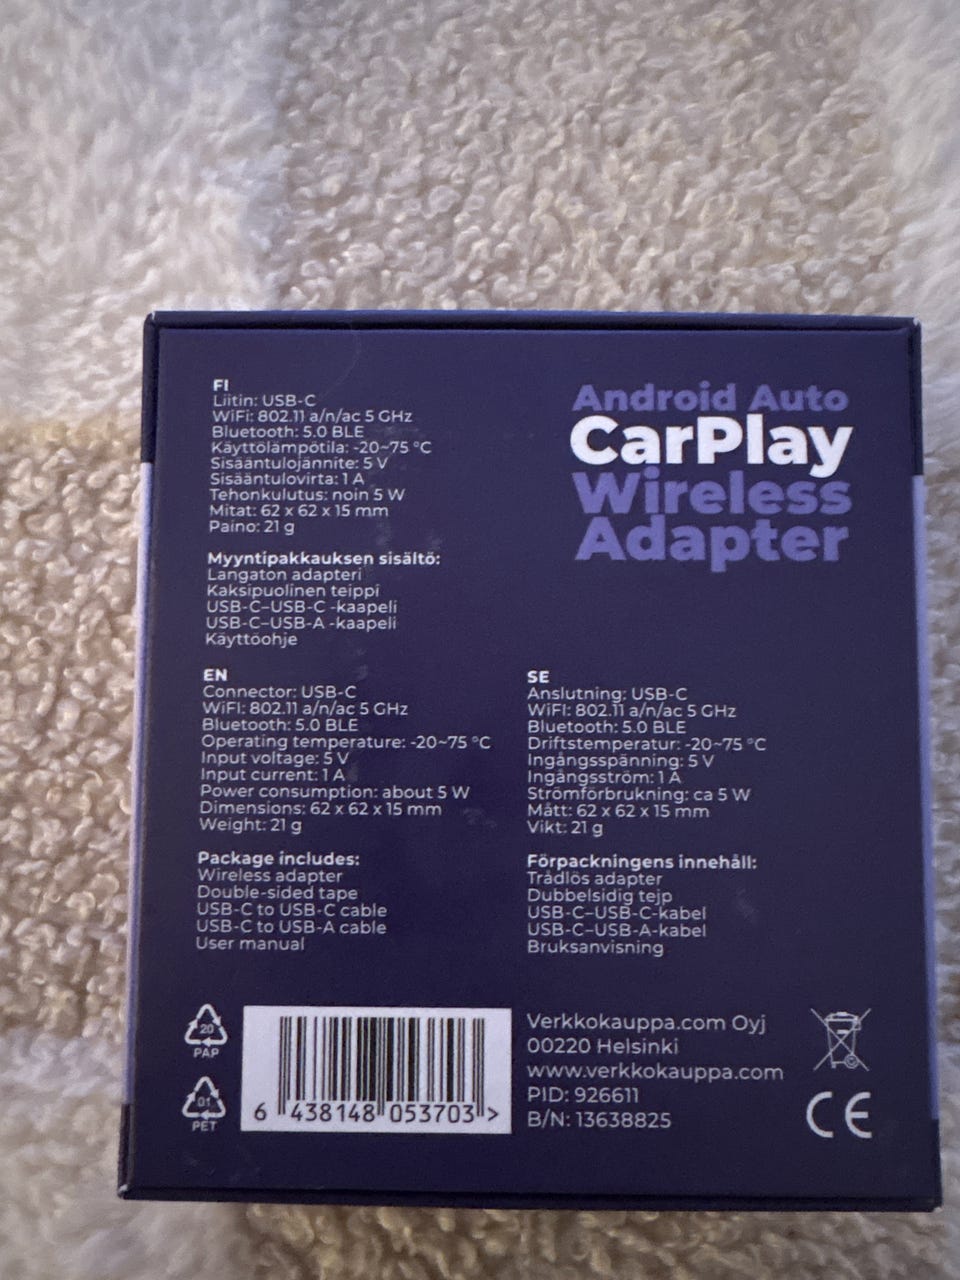 FI
Liitin: USB-C
WiFi: 802.11 a/n/ac 5 GHz
Bluetooth: 5.0 BLE
Käyttölämpötila: -20~75 °C
Sisääntulojännite: 5 V
Sisääntulovirta: 1 A
Tehonkulutus: noin 5 W
Mitat: 62 x 62 x 15 mm
Paino: 21 g
Myyntipakkauksen sisältö:
Langaton adapteri
Kaksipuolinen teippi
USB-C–USB-C -kaapeli
USB-C–USB-A -kaapeli
Käyttöohje
Android Auto
CarPlay
Wireless
Adapter
EN
Connector: USB-C
WiFI: 802.11 a/n/ac 5 GHz
Bluetooth: 5.0 BLE
Operating temperature: -20~75 °C
Input voltage: 5 V
Input current: 1 A
Power consumption: about 5 W
Dimensions: 62 x 62 x 15 mm
Weight: 21 g
Package includes:
Wireless adapter
Double-sided tape
USB-C to USB-C cable
USB-C to USB-A cable
User manual
SE
Anslutning: USB-C
WiFI: 802.11 a/n/ac 5 GHz
Bluetooth: 5.0 BLE
Driftstemperatur: -20~75 °C
Ingångsspänning: 5 V
Ingångsström: 1 A
Strömförbrukning: ca 5 W
Mått: 62 x 62 x 15 mm
Vikt: 21 g
Förpackningens innehåll:
Trådlös adapter
Dubbelsidig tejp
USB-C–USB-C-kabel
USB-C–USB-A-kabel
Bruksanvisning
20
PAP
01
PET
6 438148 053703 >
Verkkokauppa.com Oyj
00220 Helsinki
www.verkkokauppa.com
PID: 926611
B/N: 13638825
CE